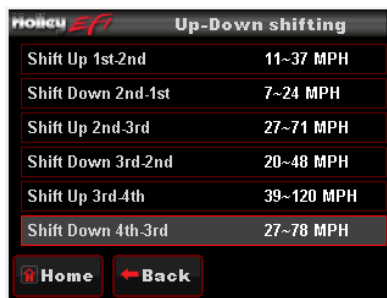 Holley EFI Up-Down shifting
Shift Up 1st-2nd 11~37 MPH
Shift Down 2nd-1st 7~24 MPH
Shift Up 2nd-3rd 27~71 MPH
Shift Down 3rd-2nd 20~48 MPH
Shift Up 3rd-4th 39~120 MPH
Shift Down 4th-3rd 27~78 MPH
Home Back